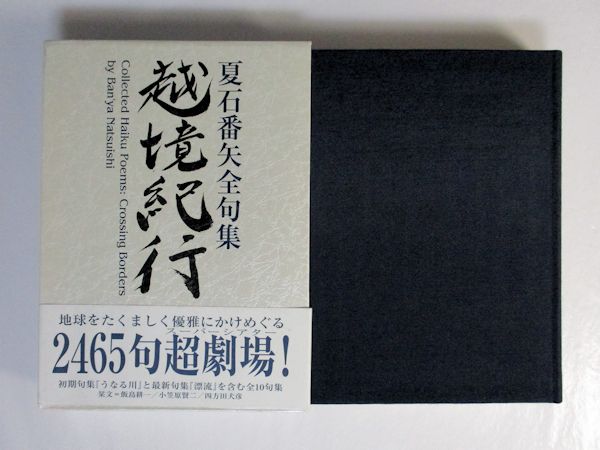 夏石番矢全句集
越境紀行
Collected Haiku Poems: Crossing Borders
by Ban'ya Natsuishi
地球をたくましく優雅にかけめぐる
スーパーシアター
2465句超劇場!
初期句集『うなる川』と最新句集『漂流』を含む全10句集
栞文=飯島耕一/小笠原賢二/四方田犬彦